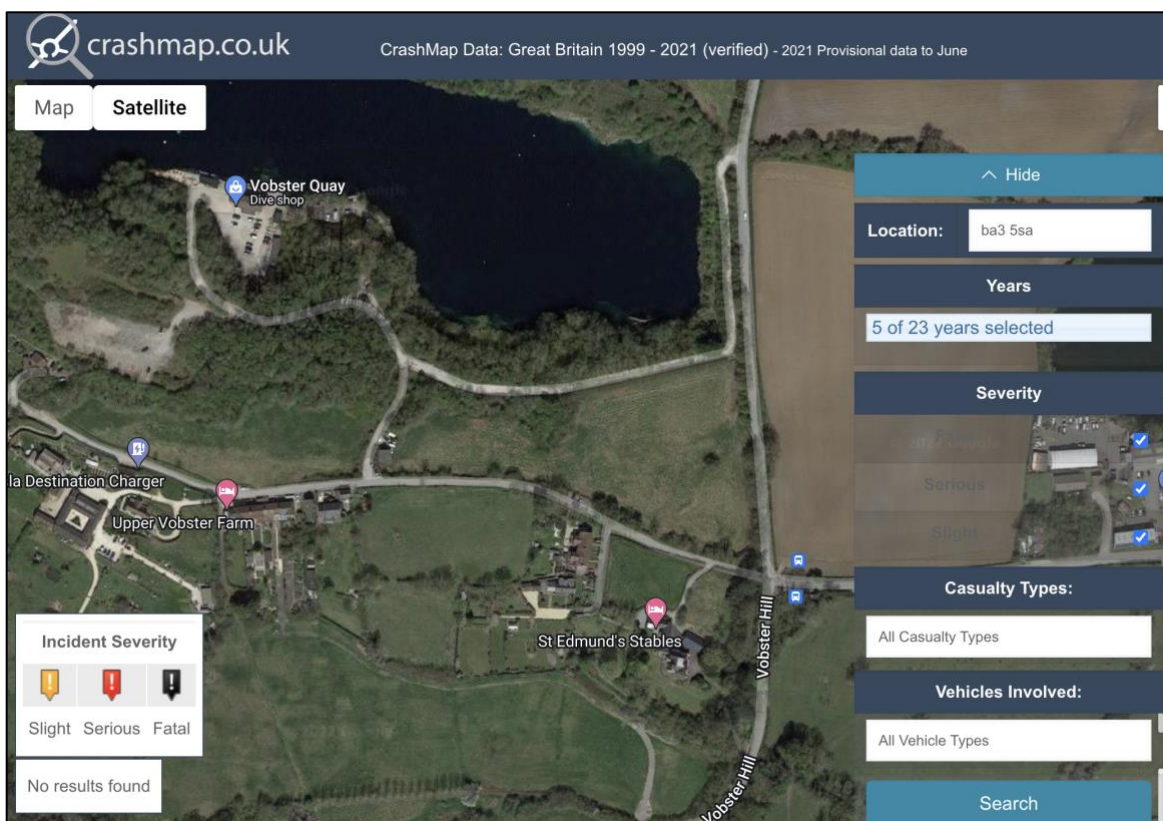 crashmap.co.uk
CrashMap Data: Great Britain 1999 - 2021 (verified) - 2021 Provisional data to June
Map Satellite
Vobster Quay
Dive shop
Hide
Location: ba3 5sa
Years
5 of 23 years selected
Severity
Fatal
Serious
Slight
la Destination Charger
Upper Vobster Farm
St Edmund's Stables
Vobster Hill
Vobster Hill
Casualty Types:
All Casualty Types
Vehicles Involved:
All Vehicle Types
Search
Incident Severity
Slight Serious Fatal
No results found